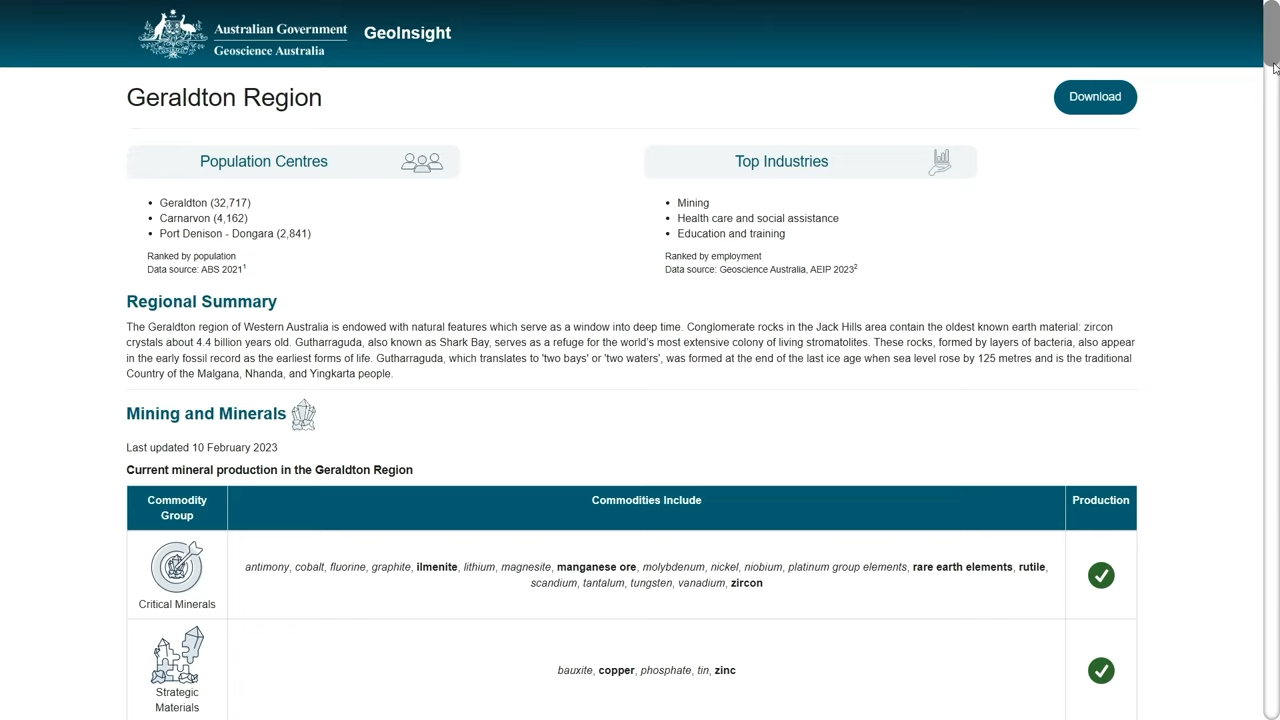 Australian Government
Geoscience Australia
GeoInsight
Geraldton Region
Download
Population Centres
• Geraldton (32,717)
• Carnarvon (4,162)
• Port Denison - Dongara (2,841)
Ranked by population
Data source: ABS 2021¹
Top Industries
• Mining
• Health care and social assistance
• Education and training
Ranked by employment
Data source: Geoscience Australia, AEIP 2023²
Regional Summary
The Geraldton region of Western Australia is endowed with natural features which serve as a window into deep time. Conglomerate rocks in the Jack Hills area contain the oldest known earth material: zircon
crystals about 4.4 billion years old. Gutharraguda, also known as Shark Bay, serves as a refuge for the world's most extensive colony of living stromatolites. These rocks, formed by layers of bacteria, also appear
in the early fossil record as the earliest forms of life. Gutharraguda, which translates to 'two bays' or 'two waters', was formed at the end of the last ice age when sea level rose by 125 metres and is the traditional
Country of the Malgana, Nhanda, and Yingkarta people.
Mining and Minerals
Last updated 10 February 2023
Current mineral production in the Geraldton Region
Commodity
Group
Commodities Include
Production
antimony, cobalt, fluorine, graphite, ilmenite, lithium, magnesite, manganese ore, molybdenum, nickel, niobium, platinum group elements, rare earth elements, rutile,
scandium, tantalum, tungsten, vanadium, zircon
Critical Minerals
bauxite, copper, phosphate, tin, zinc
Strategic
Materials